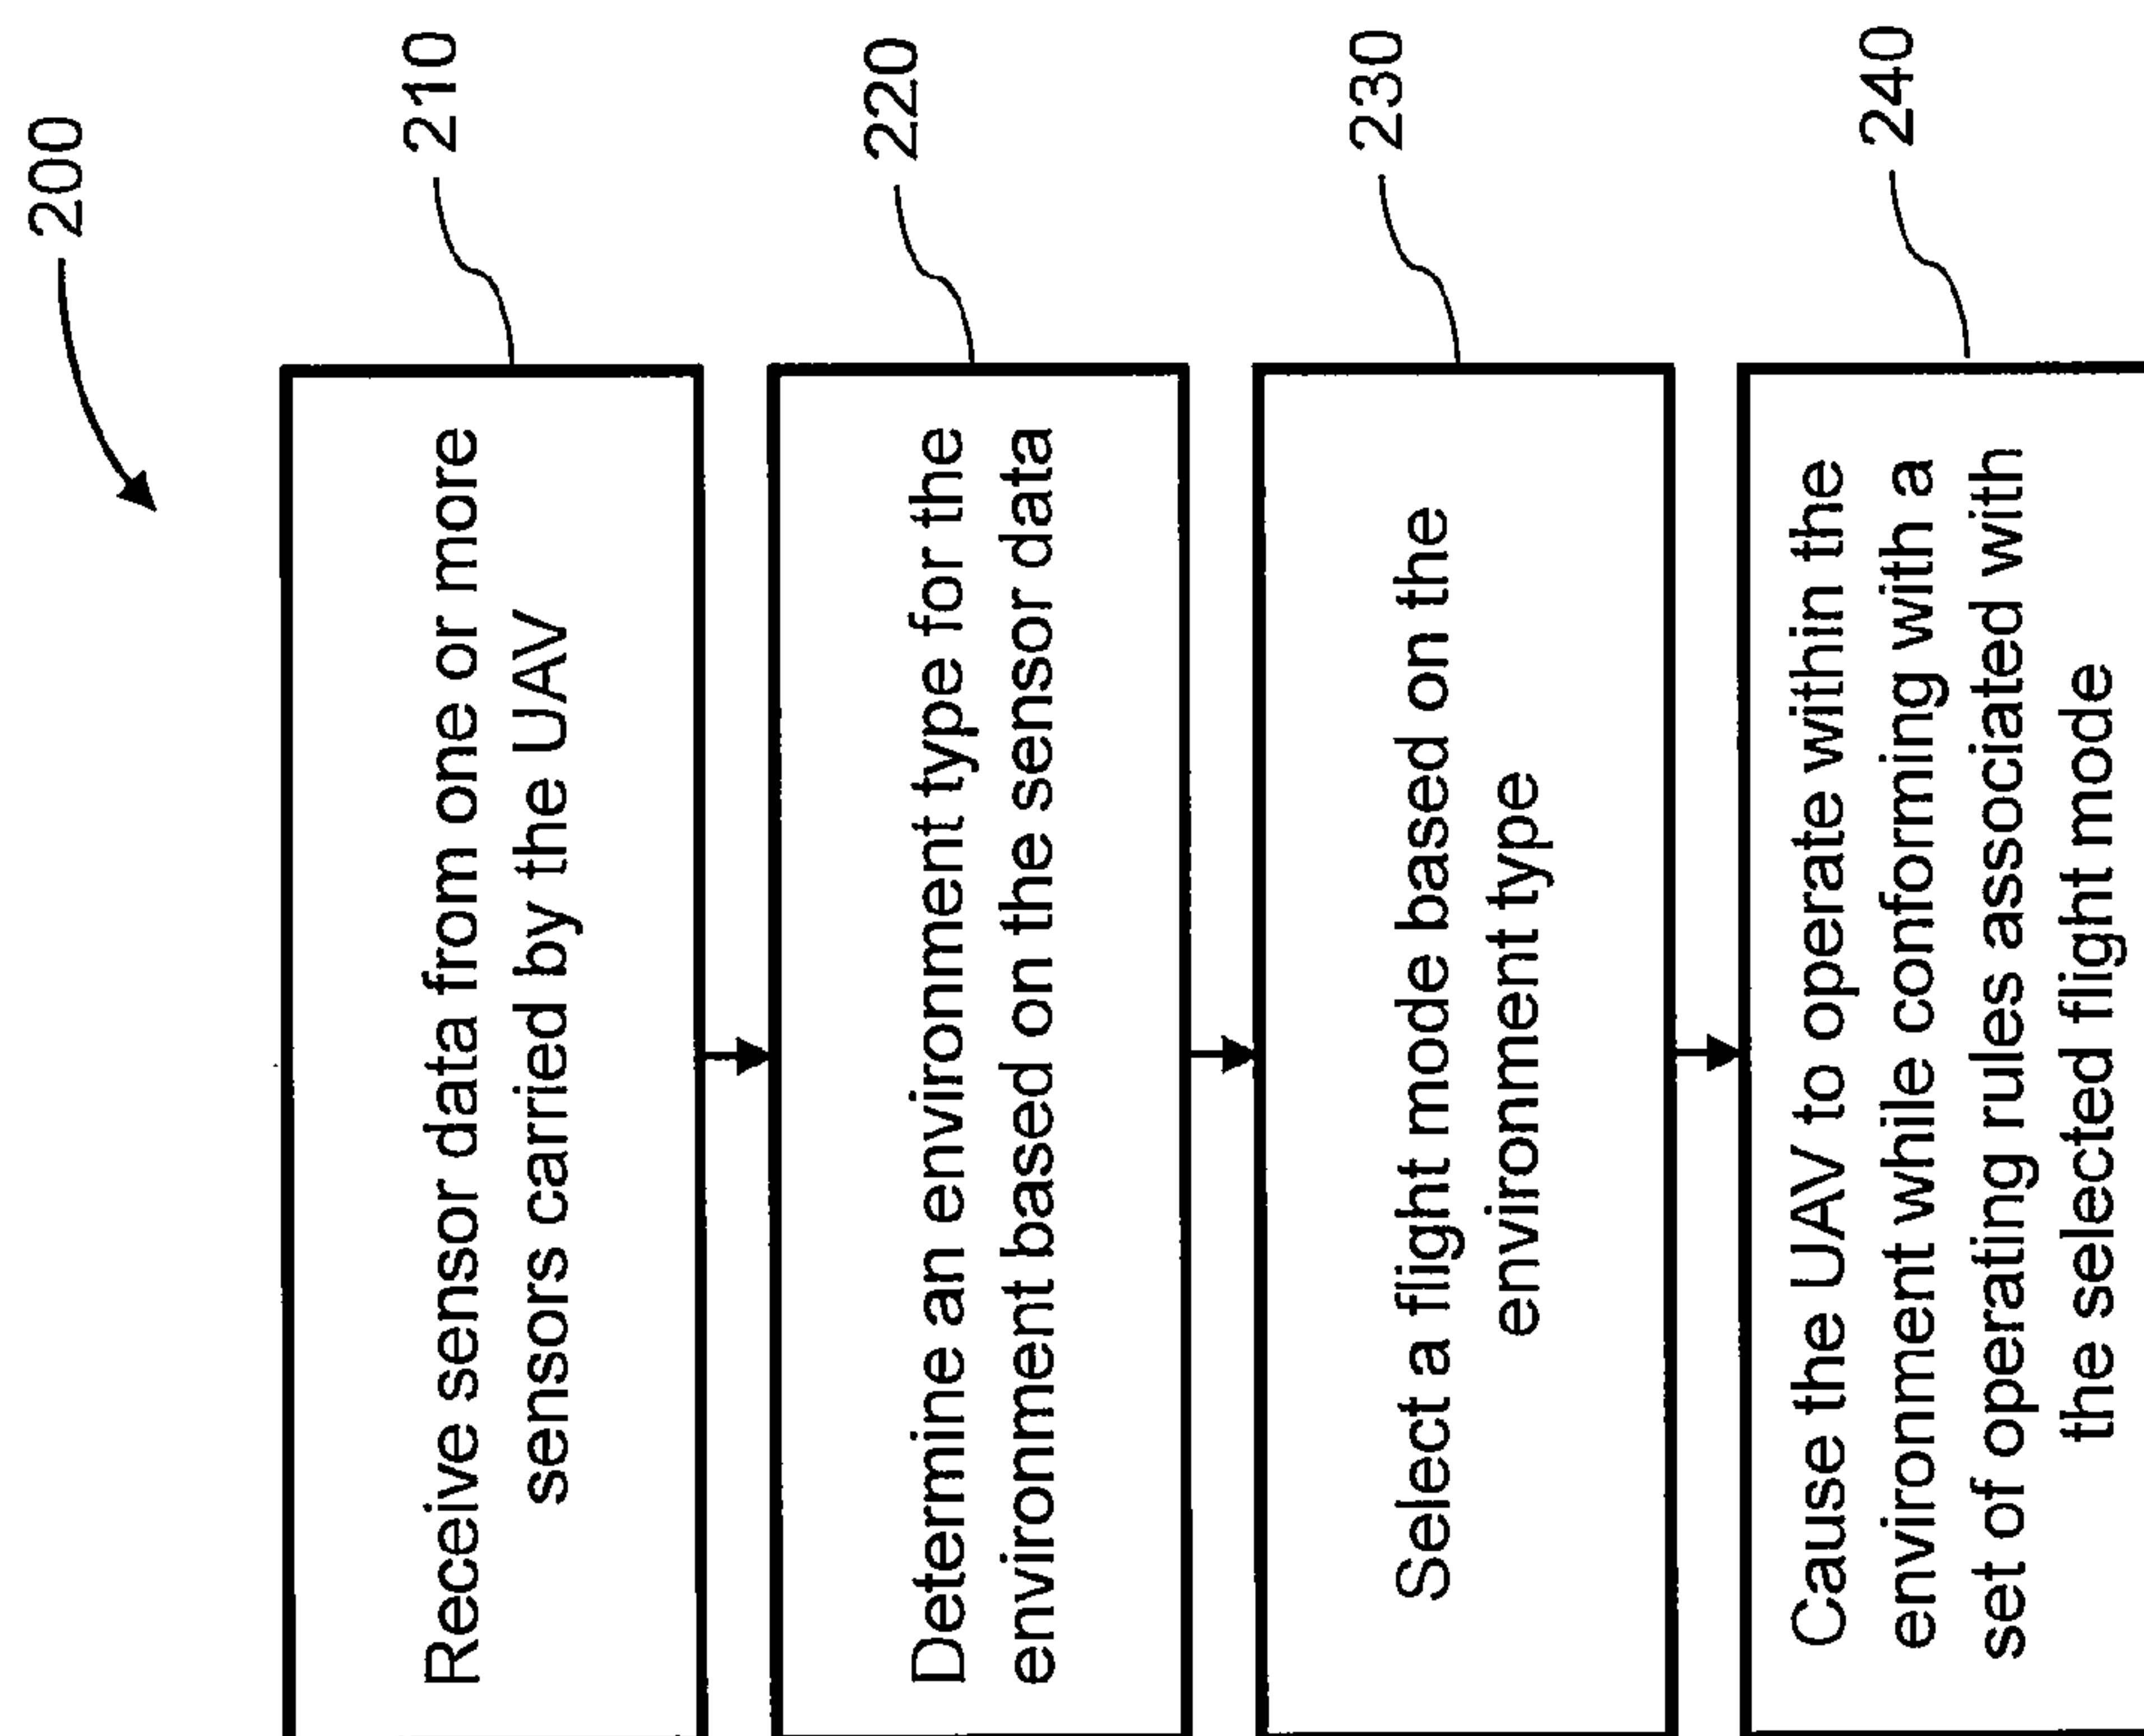 200
Receive sensor data from one or more
sensors carried by the UAV
210
Determine an environment type for the
environment based on the sensor data
220
Select a flight mode based on the
environment type
230
Cause the UAV to operate within the
environment while conforming with a
set of operating rules associated with
the selected flight mode
240